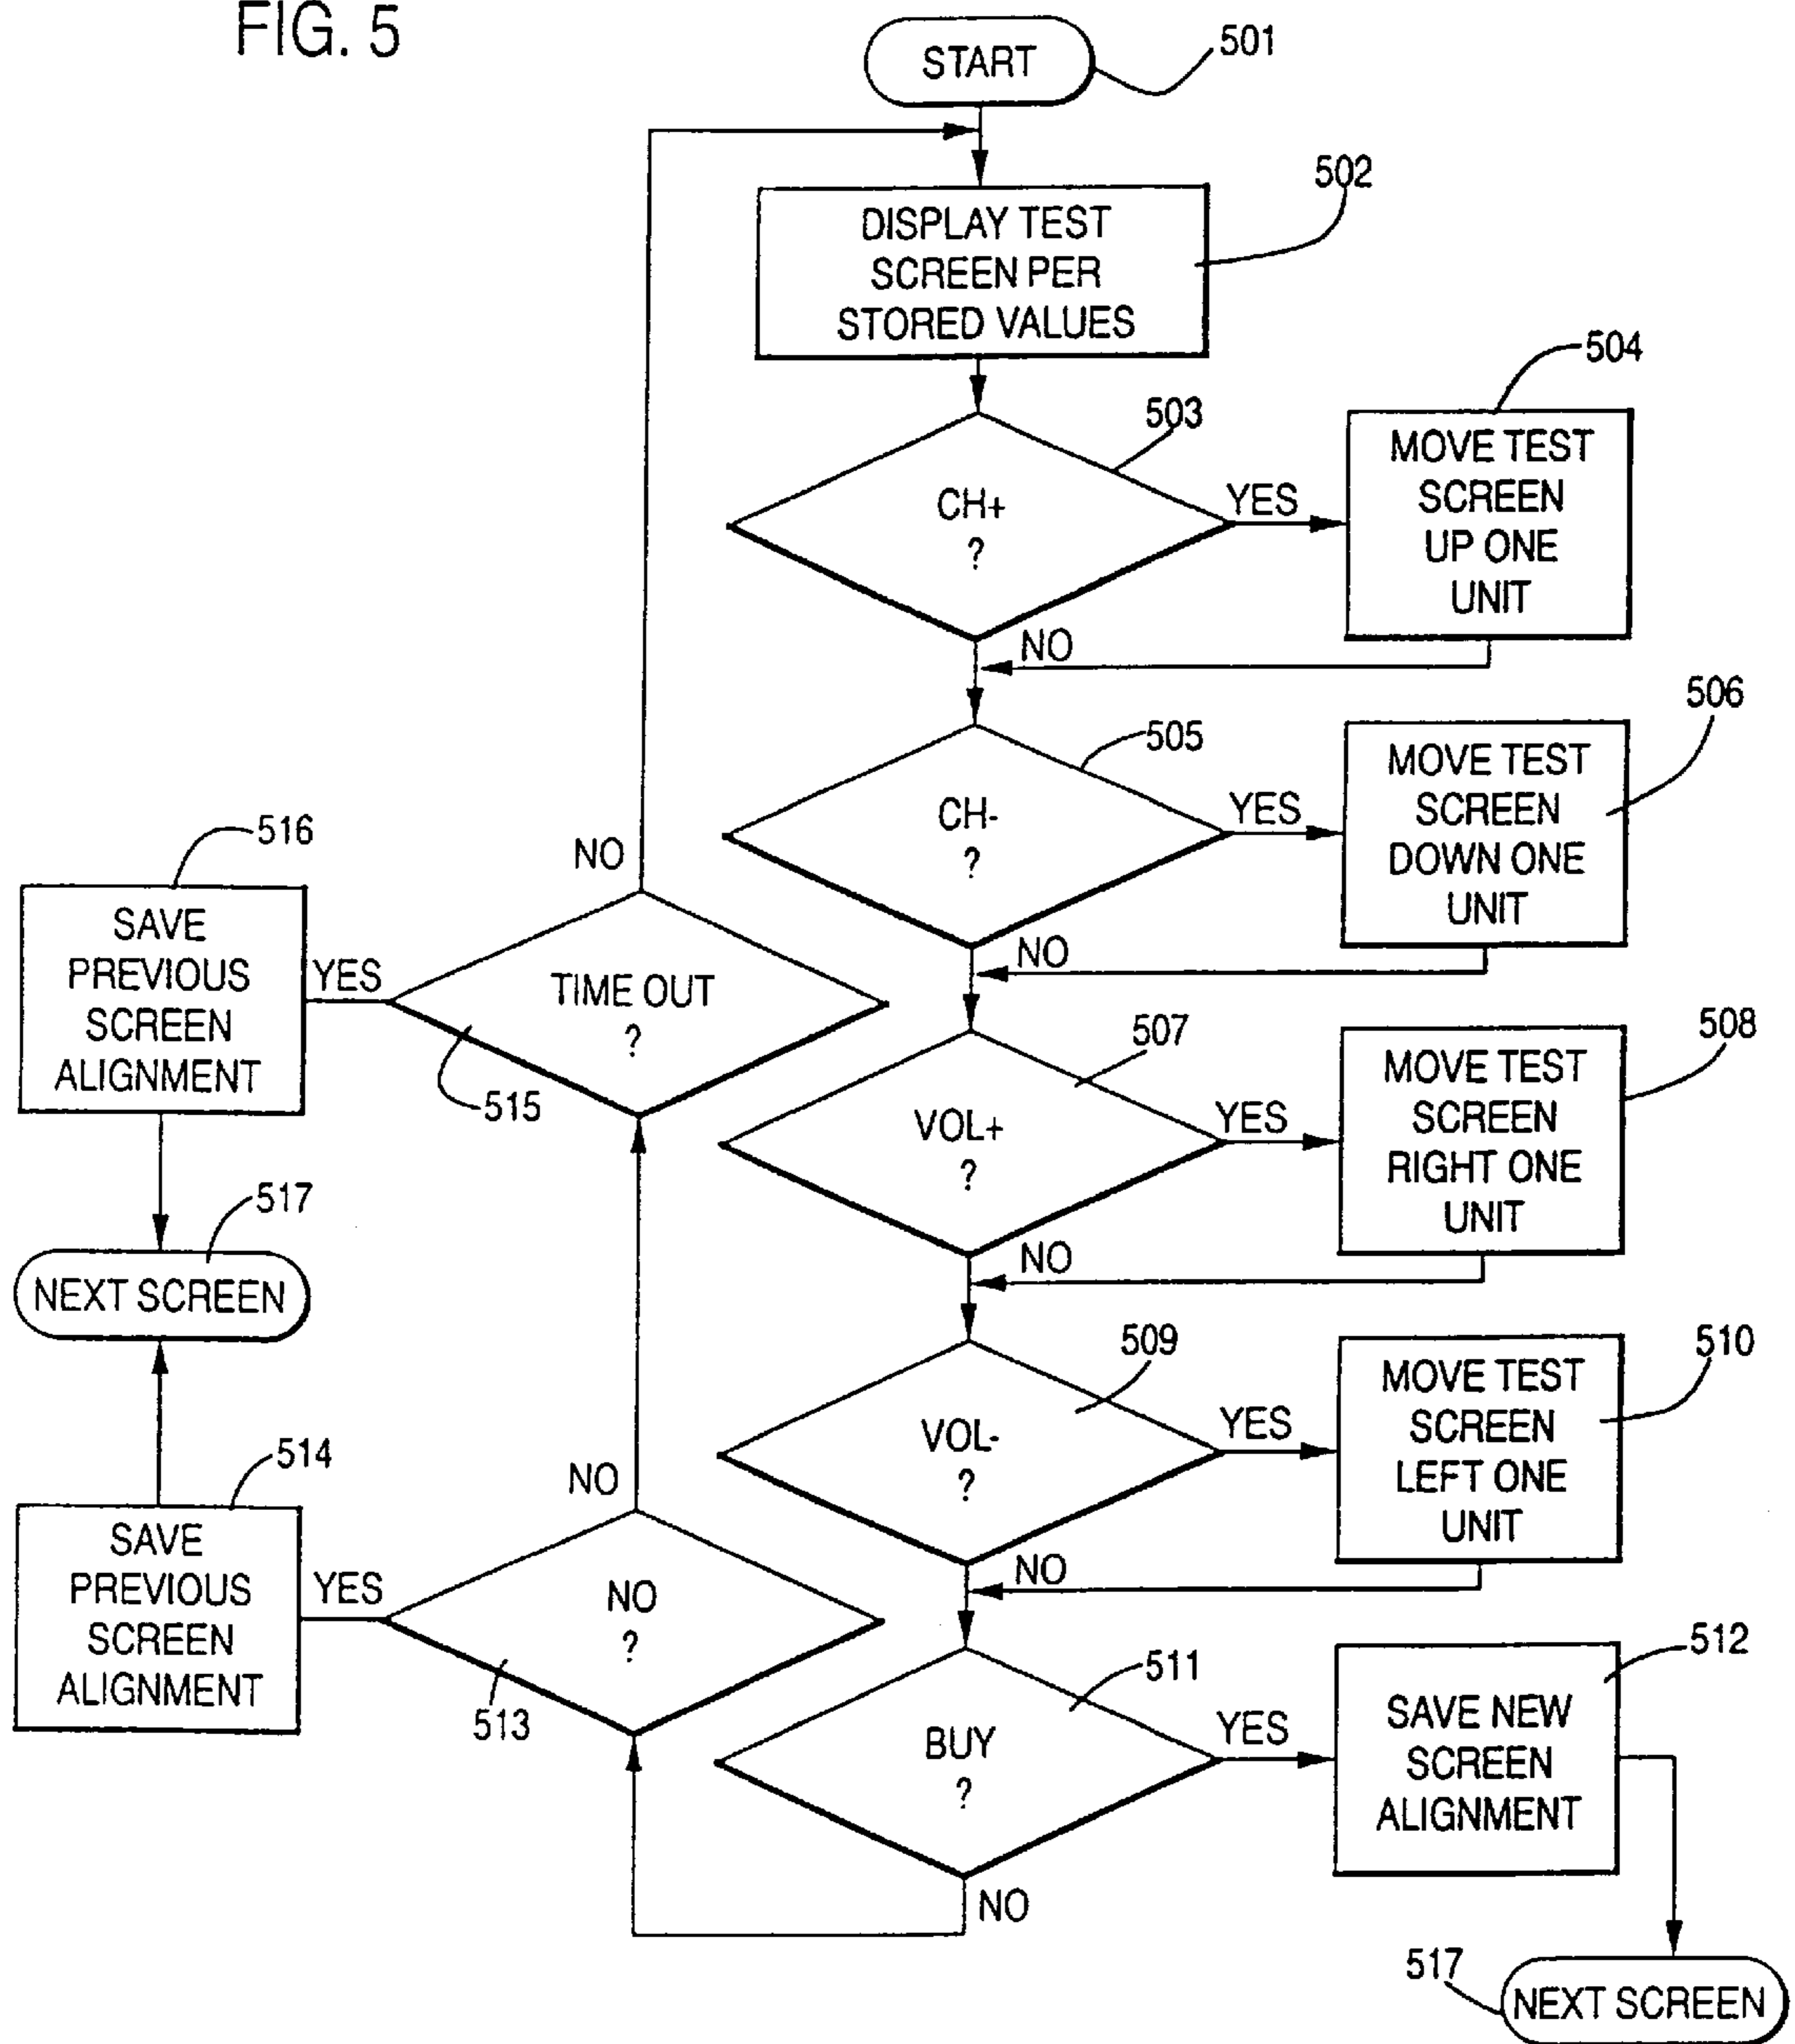 FIG. 5
START
501
502
DISPLAY TEST
SCREEN PER
STORED VALUES
503
CH+
?
YES
504
MOVE TEST
SCREEN
UP ONE
UNIT
NO
505
CH-
?
YES
506
MOVE TEST
SCREEN
DOWN ONE
UNIT
NO
507
VOL+
?
YES
508
MOVE TEST
SCREEN
RIGHT ONE
UNIT
NO
509
VOL-
?
YES
510
MOVE TEST
SCREEN
LEFT ONE
UNIT
NO
511
BUY
?
YES
512
SAVE NEW
SCREEN
ALIGNMENT
517
NEXT SCREEN
NO
513
NO
?
YES
514
SAVE
PREVIOUS
SCREEN
ALIGNMENT
NO
515
TIME OUT
?
YES
516
SAVE
PREVIOUS
SCREEN
ALIGNMENT
517
NEXT SCREEN
NO